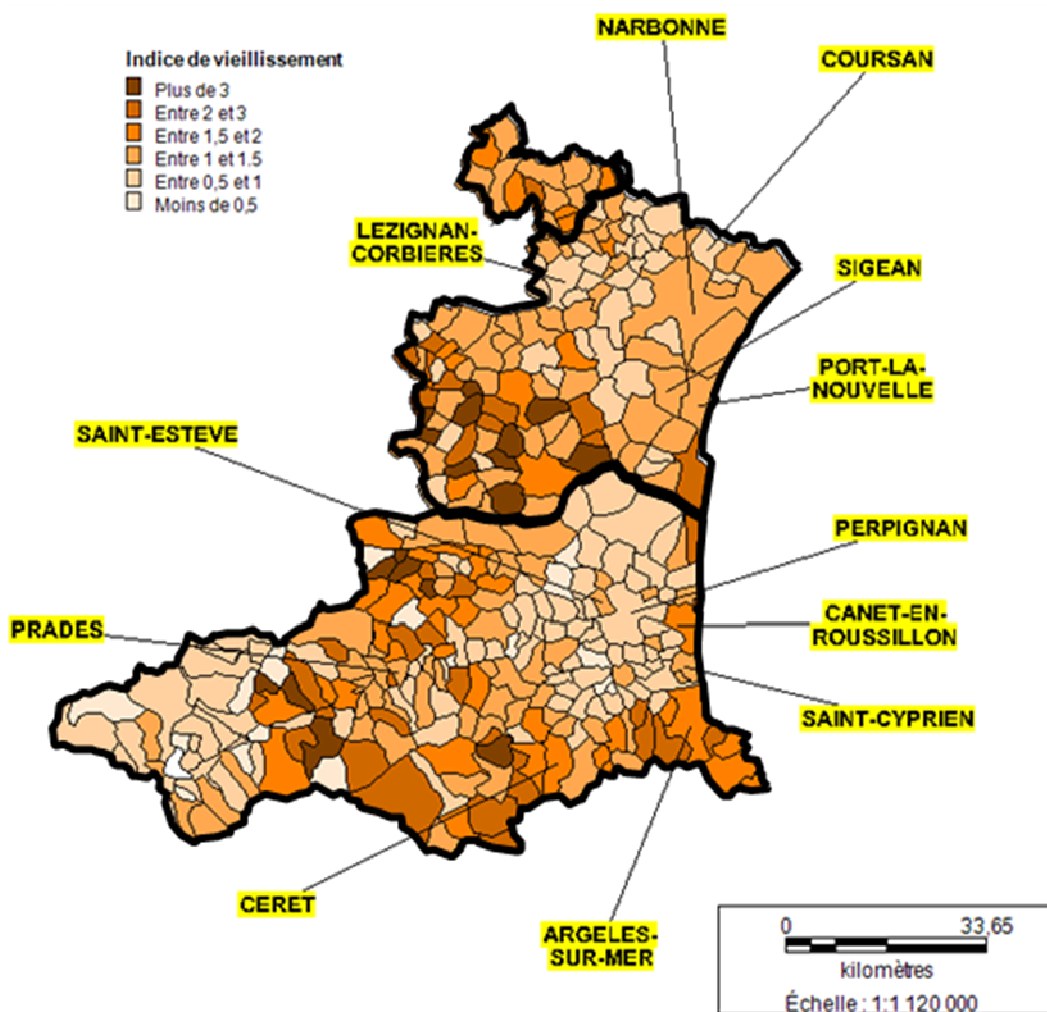 NARBONNE
COURSAN
Indice de vieillissement
Plus de 3
Entre 2 et 3
Entre 1,5 et 2
Entre 1 et 1.5
Entre 0,5 et 1
Moins de 0,5
LEZIGNAN-
CORBIERES
SIGEAN
PORT-LA-
NOUVELLE
SAINT-ESTEVE
PERPIGNAN
CANET-EN-
ROUSSILLON
PRADES
SAINT-CYPRIEN
CERET
ARGELES-
SUR-MER
0 33,65
kilomètres
Échelle : 1:1 120 000